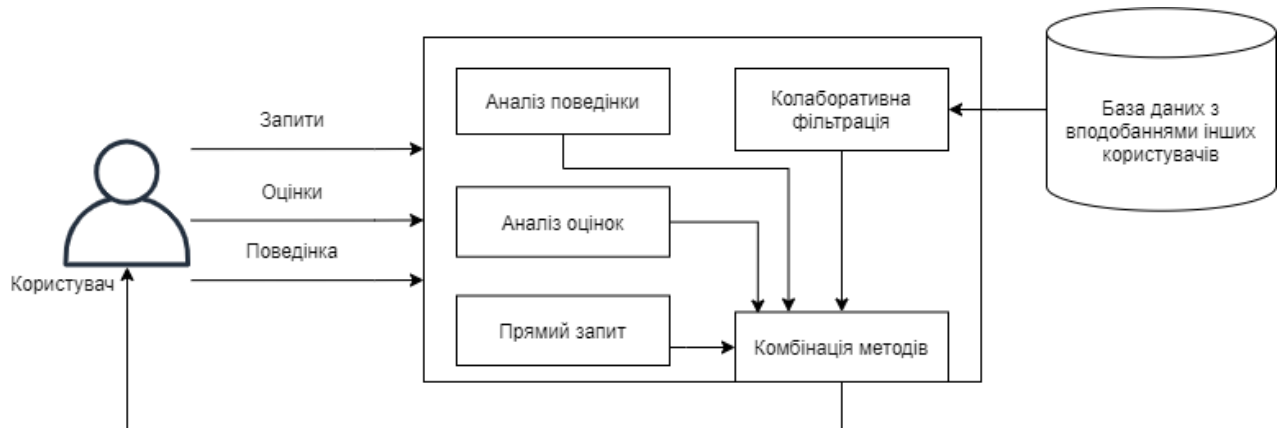 Запити
Оцінки
Поведінка
Користувач
Аналіз поведінки
Колаборативна
фільтрація
База даних з
вподобаннями інших
користувачів
Аналіз оцінок
Прямий запит
Комбінація методів